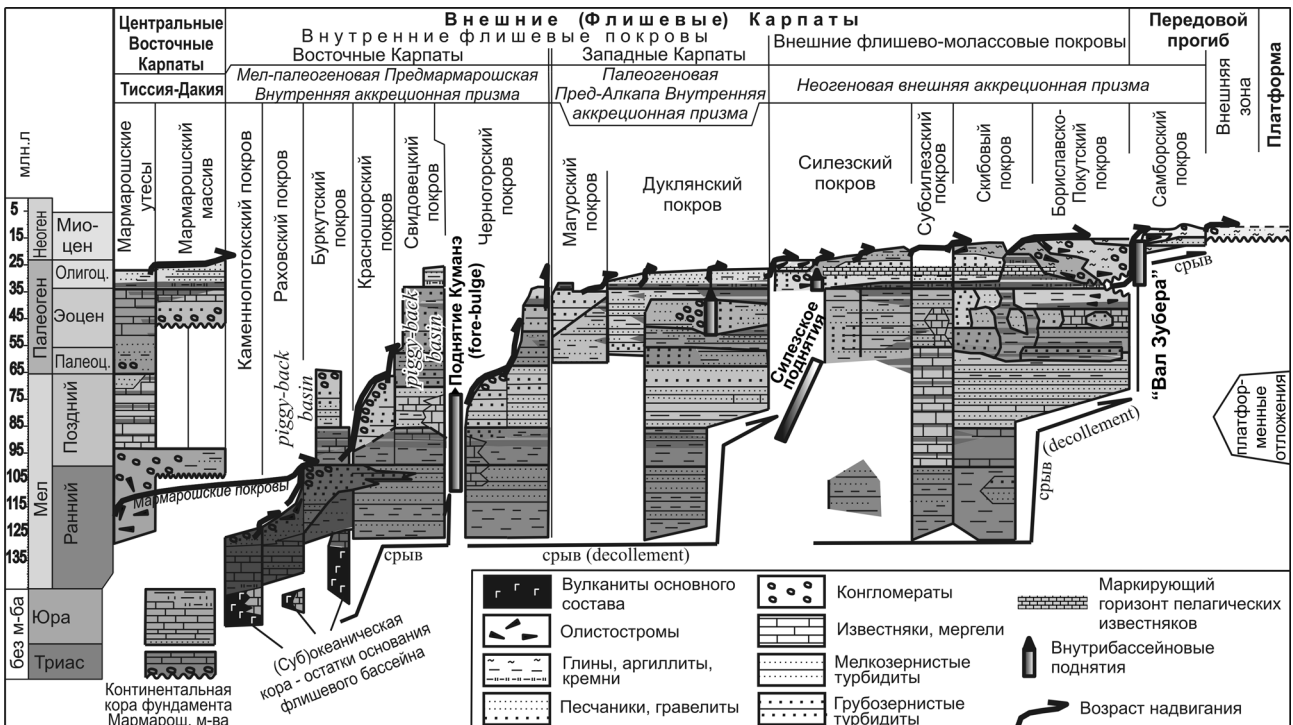 Внешние (Флишевые) Карпаты
Центральные
Восточные
Карпаты
Внутренние флишевые покровы
Восточные Карпаты
Западные Карпаты
Внешние флишево-молассовые покровы
Передовой
прогиб
Тиссия-Дакия
Мел-палеогеновая Предмармарошская
Внутренняя аккреционная призма
Палеогеновая
Пред-Алкапа Внутренняя
аккреционная призма
Неогеновая внешняя аккреционная призма
Внешняя
зона
Платформа
млн.л
Мармарошские
утесы
Мармарошский
массив
Каменнопотокский покров
Раховский покров
Буркутский
покров
Красношорский
покров
Свидовецкий
покров
Черногорский
покров
Магурский
покров
Дуклянский
покров
Силезский
покров
Субсилезский
покров
Скибовый
покров
Бориславско-
Покутский
покров
Самборский
покров
5
15
25
35
45
55
65
75
85
95
105
115
125
135
Неоген
Мио-
цен
Палеоген
Олигоц.
Эоцен
Палеоц.
Мел
Поздний
Ранний
без м-ба
Юра
Триас
piggy-back
basin
piggy-back
basin
Поднятие Куманэ
(fore-bulge)
Силезское
поднятия
"Вал Зубера"
срыв
платфор-
менные
отложения
Мармарошские покровы
срыв
срыв (decollement)
срыв (decollement)
(Суб)океаническая
кора - остатки основания
флишевого бассейна
Континентальная
кора фундамента
Мармарош. м-ва
Вулканиты основного
состава
Олистостромы
Глины, аргиллиты,
кремни
Песчаники, гравелиты
Конгломераты
Известняки, мергели
Мелкозернистые
турбидиты
Грубозернистые
турбидиты
Маркирующий
горизонт пелагических
известняков
Внутрибассейновые
поднятия
Возраст надвигания